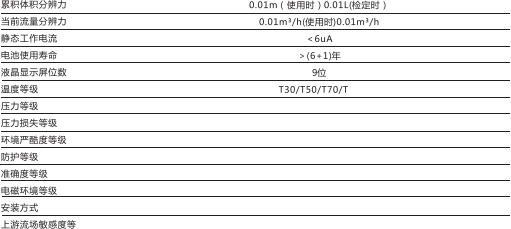 累积体积分辨力 0.01m（使用时）0.01L(检定时)
当前流量分辨力 0.01m³/h(使用时)0.01m³/h
静态工作电流 <6uA
电池使用寿命 >(6+1)年
液晶显示屏位数 9位
温度等级 T30/T50/T70/T
压力等级
压力损失等级
环境严酷度等级
防护等级
准确度等级
电磁环境等级
安装方式
上游流场敏感度等